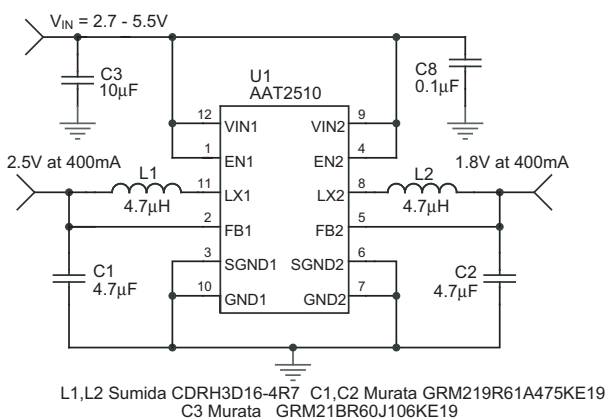 V_IN = 2.7 - 5.5V
C3
10µF
U1
AAT2510
C8
0.1µF
12
VIN1
VIN2
9
1
EN1
EN2
4
2.5V at 400mA
L1
4.7µH
11
LX1
LX2
8
L2
4.7µH
1.8V at 400mA
2
FB1
FB2
5
3
SGND1
SGND2
6
C1
4.7µF
10
GND1
GND2
7
C2
4.7µF
L1,L2 Sumida CDRH3D16-4R7 C1,C2 Murata GRM219R61A475KE19
C3 Murata GRM21BR60J106KE19